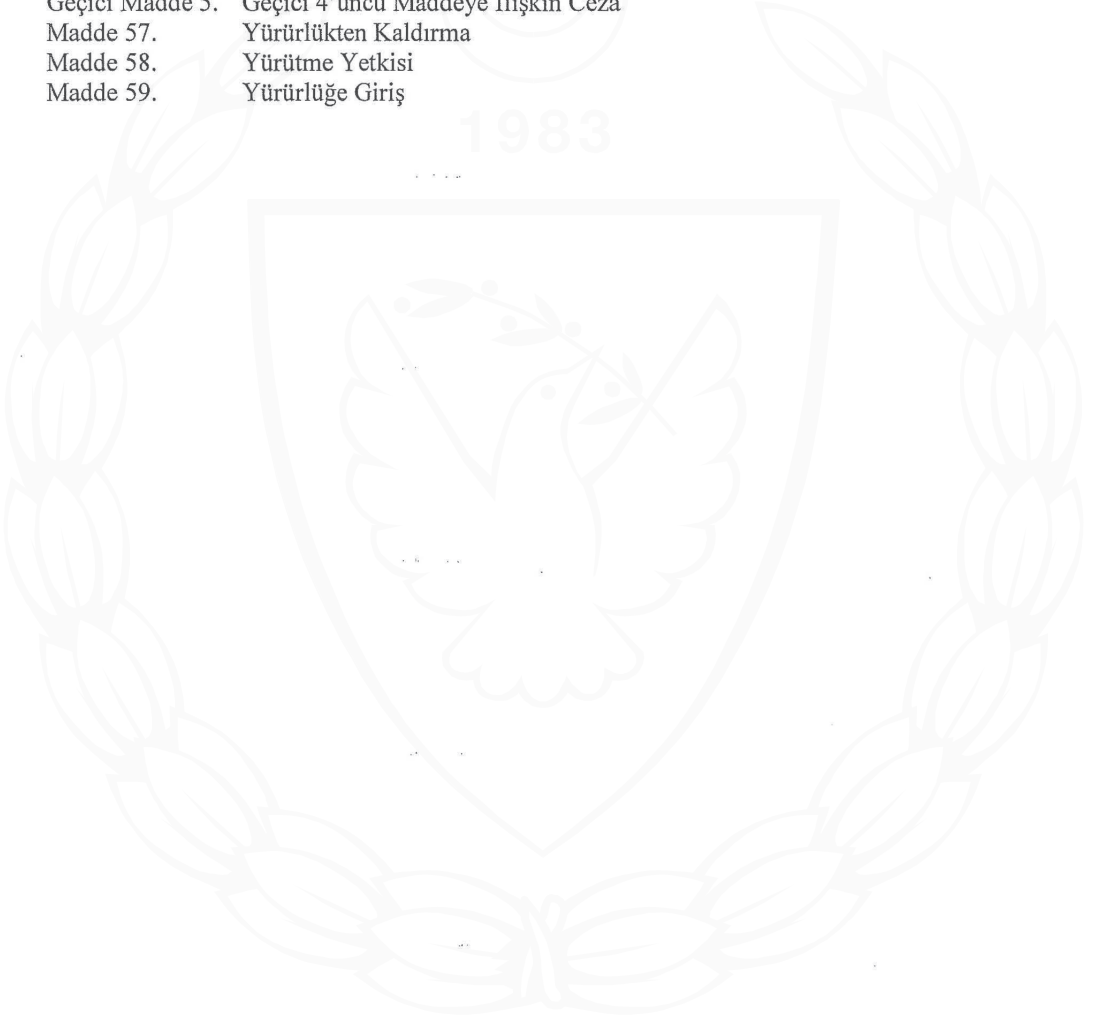 Geçici Madde 5. Geçici 4'üncü Maddeye İlişkin Ceza
Madde 57. Yürürlükten Kaldırma
Madde 58. Yürütme Yetkisi
Madde 59. Yürürlüğe Giriş
1983